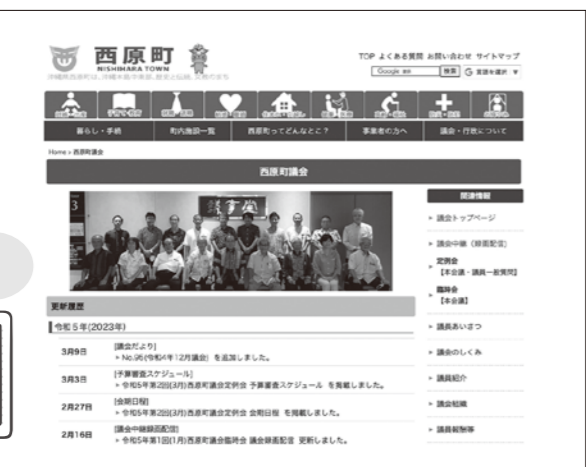 西原町
NISHIHARA TOWN
TOP よくある質問 お問い合わせ サイトマップ
検索
言語を選択 ▼
暮らし・手続 町内施設一覧 西原町ってどんなとこ? 事業者の方へ 議会・行政について
Home > 西原町議会
西原町議会
更新履歴
令和5年(2023年)
3月9日 [議会だより]
▸ No.96(令和4年12月議会) を追加しました。
3月3日 [予算審査スケジュール]
▸ 令和5年第2回(3月)西原町議会定例会 予算審査スケジュール を掲載しました。
2月27日 [会期日程]
▸ 令和5年第2回(3月)西原町議会定例会 会期日程 を掲載しました。
2月16日 [議会中継録画配信]
▸ 令和5年第1回(1月)西原町議会臨時会 議会録画配信 更新しました。
関連情報
▸ 議会トップページ
▸ 議会中継(録画配信)
▸ 定例会
【本会議・議員一般質問】
▸ 臨時会
【本会議】
▸ 議長あいさつ
▸ 議会のしくみ
▸ 議員紹介
▸ 議会組織
▸ 議員報酬等